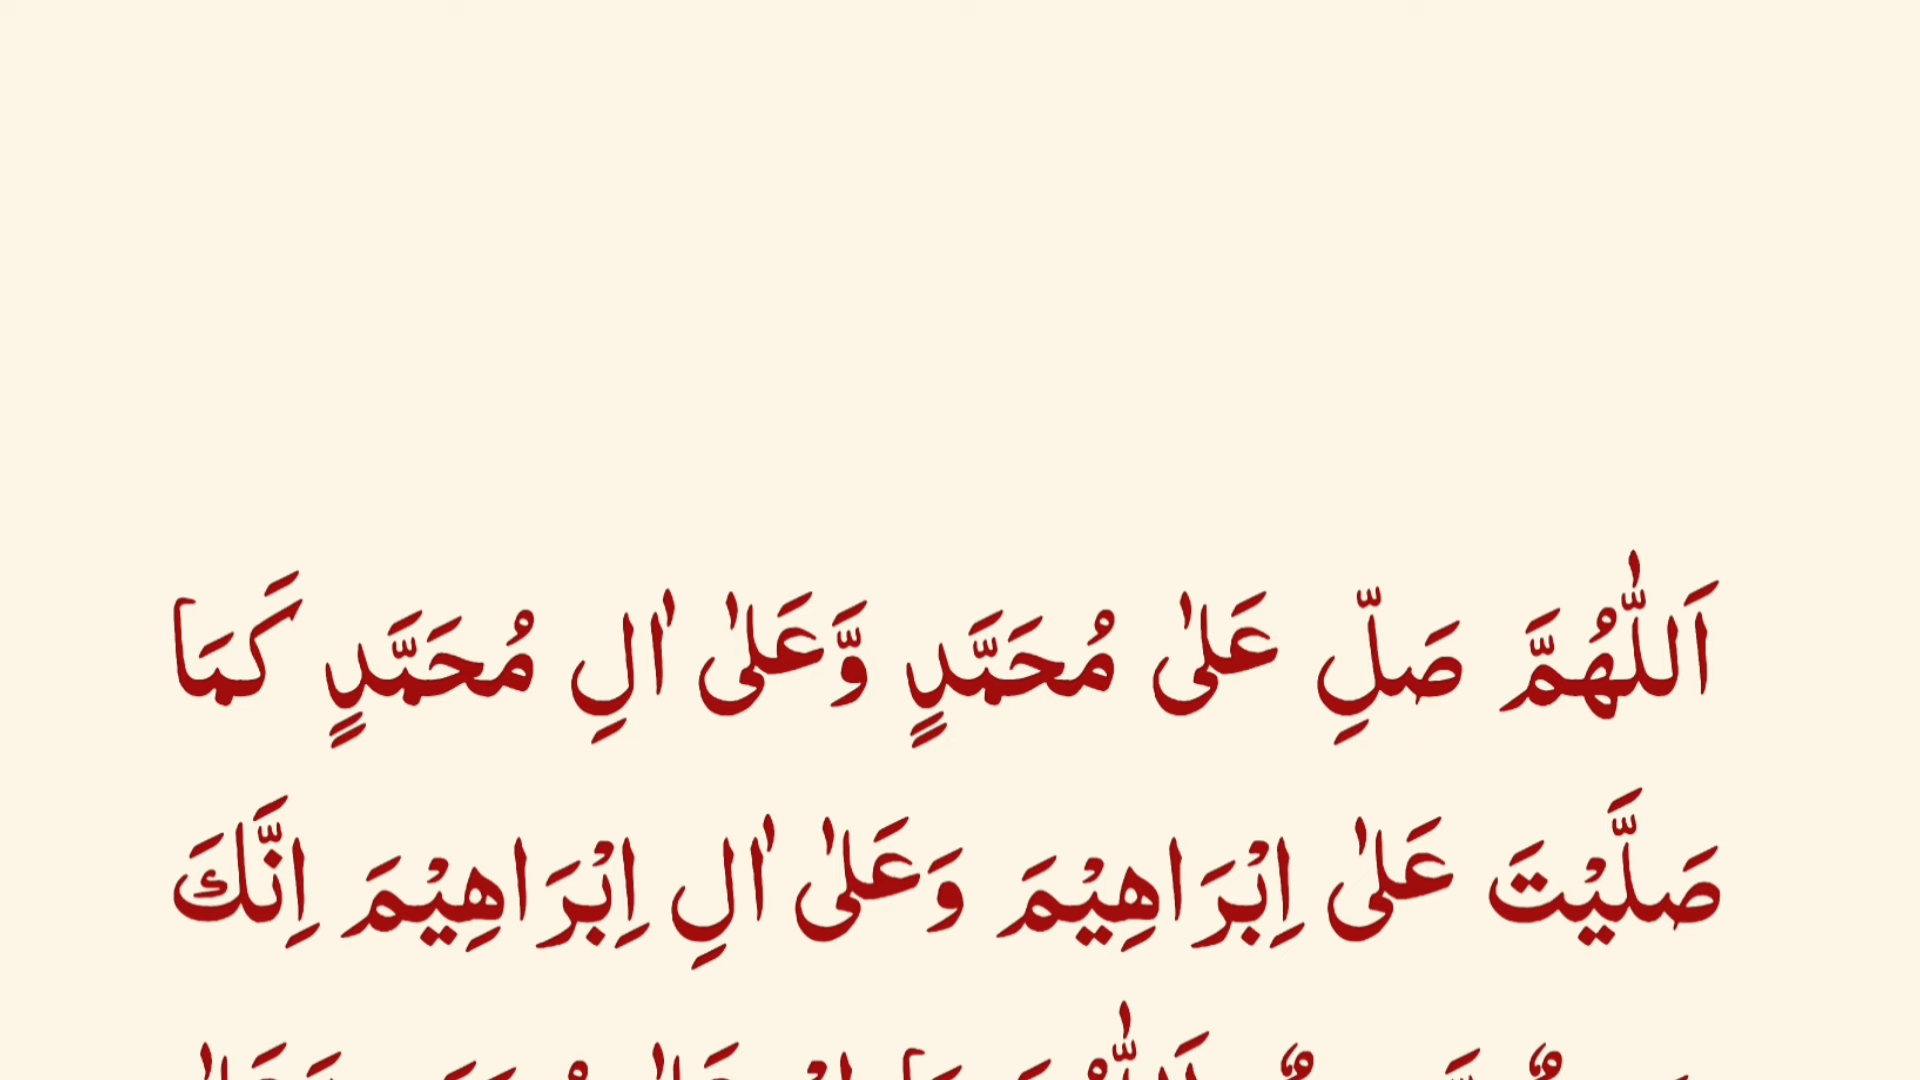 اَللّٰهُمَّ صَلِّ عَلٰى مُحَمَّدٍ وَّعَلٰى اٰلِ مُحَمَّدٍ كَمَا
صَلَّيْتَ عَلٰى اِبْرَاهِيْمَ وَعَلٰى اٰلِ اِبْرَاهِيْمَ اِنَّكَ